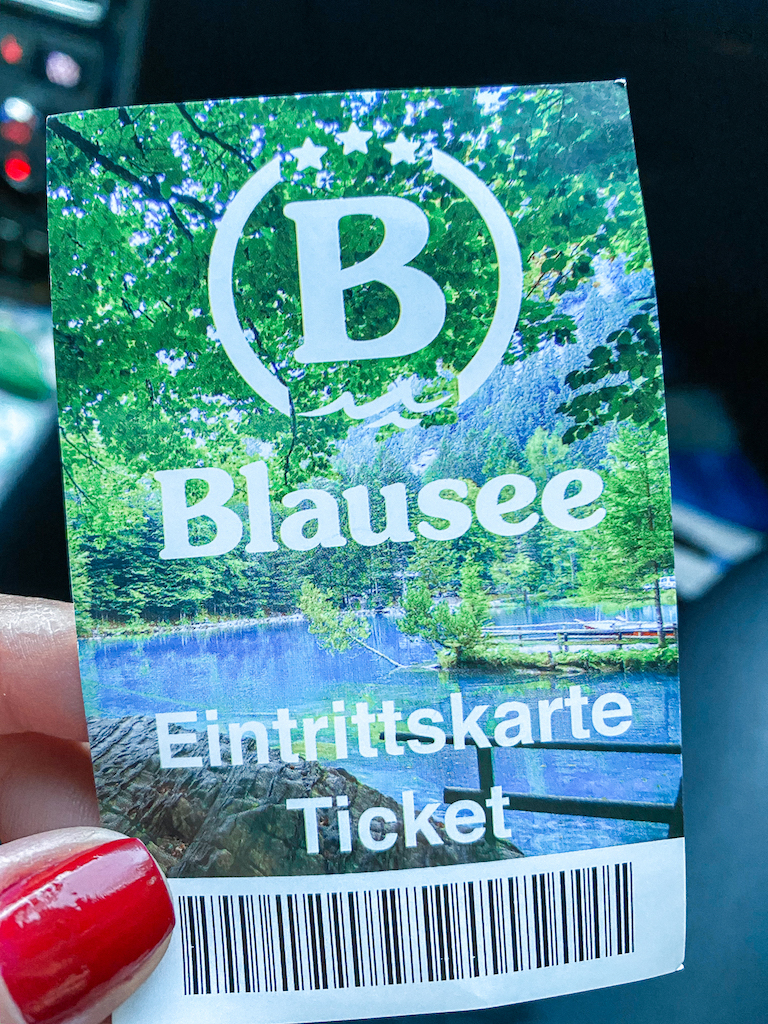 B
Blausee
Eintrittskarte
Ticket